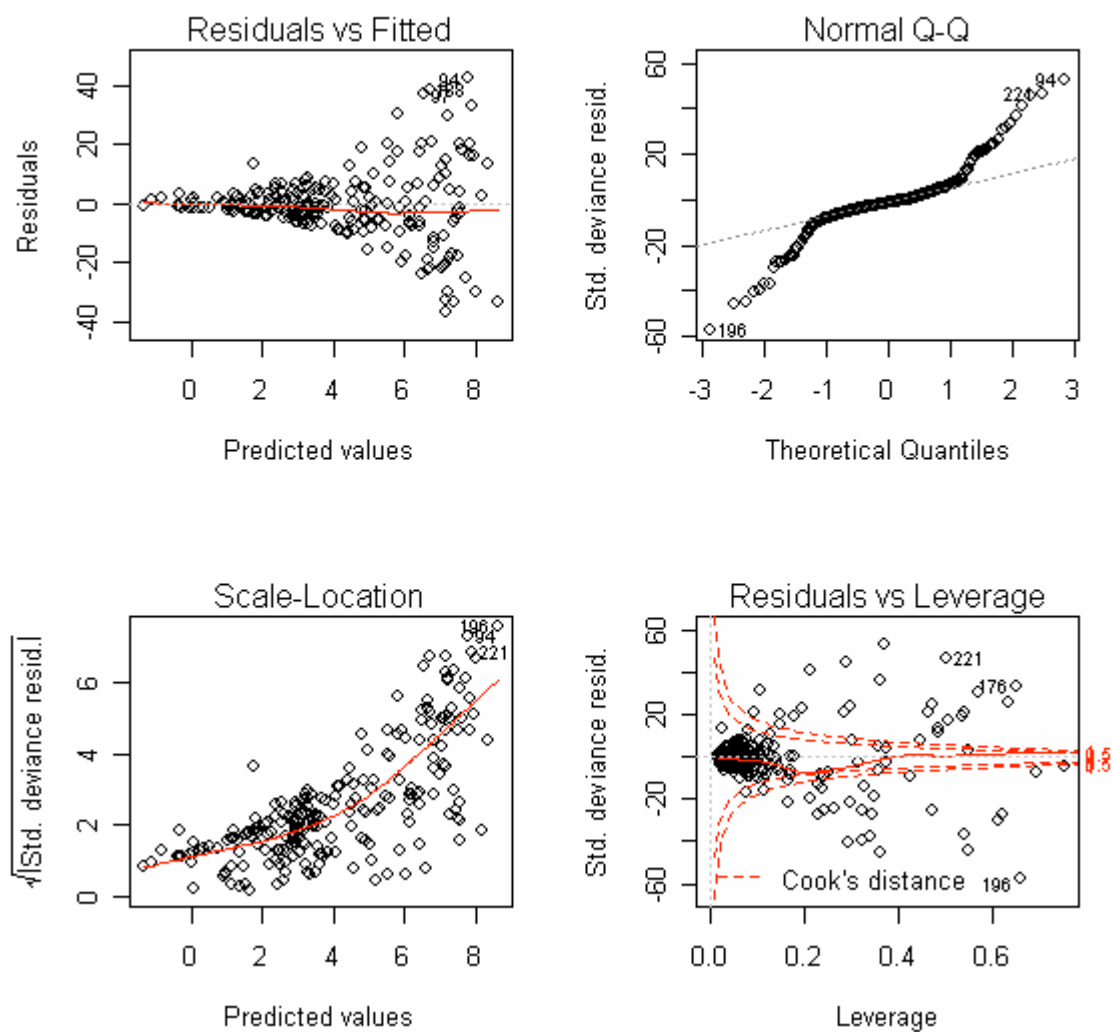 Residuals vs Fitted
Residuals
40
20
0
-20
-40
94
0 2 4 6 8
Predicted values
Normal Q-Q
Std. deviance resid.
60
20
-20
-60
221
94
196
-3 -2 -1 0 1 2 3
Theoretical Quantiles
Scale-Location
√|Std. deviance resid.|
6
4
2
0
196
94
221
0 2 4 6 8
Predicted values
Residuals vs Leverage
Std. deviance resid.
60
20
-20
-60
221
176
196
Cook's distance
0.0 0.2 0.4 0.6
Leverage